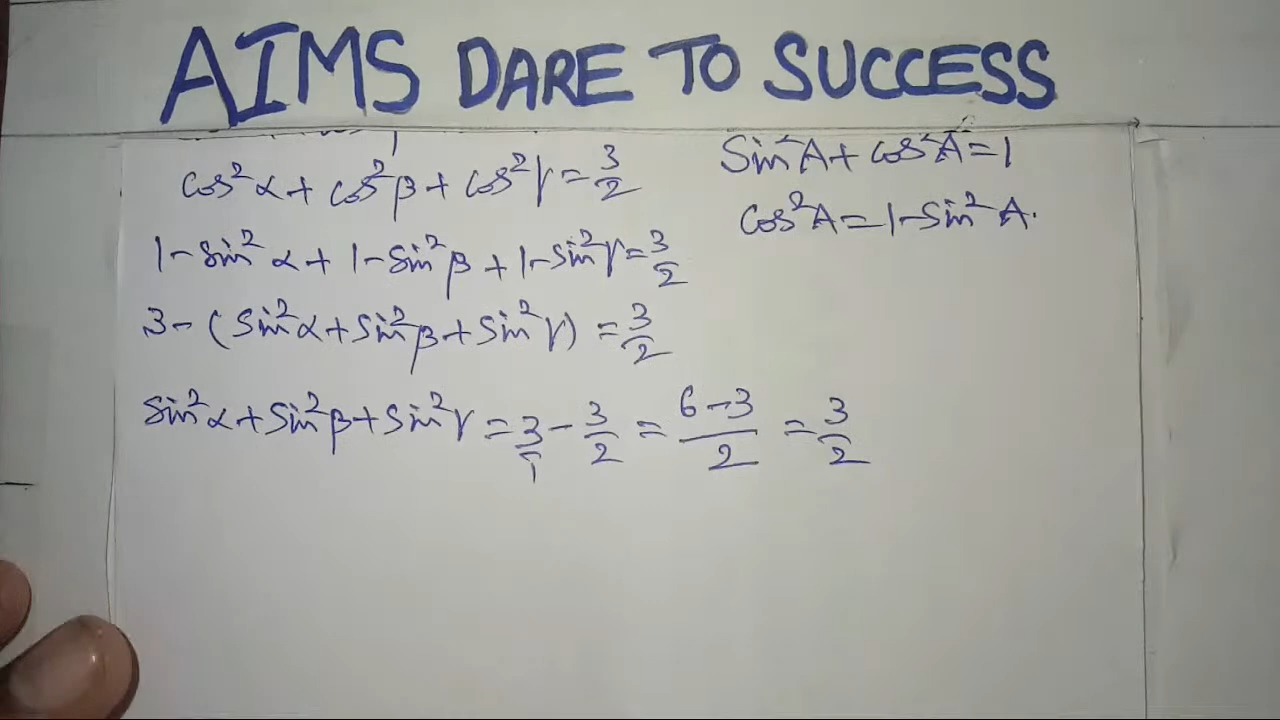 AIMS DARE TO SUCCESS
cos²α + cos²β + cos²γ = 3/2
1 - sin²α + 1 - sin²β + 1 - sin²γ = 3/2
3 - (sin²α + sin²β + sin²γ) = 3/2
sin²α + sin²β + sin²γ = 3/1 - 3/2 = (6 - 3)/2 = 3/2
Sin²A + cos²A = 1
Cos²A = 1 - Sin²A.